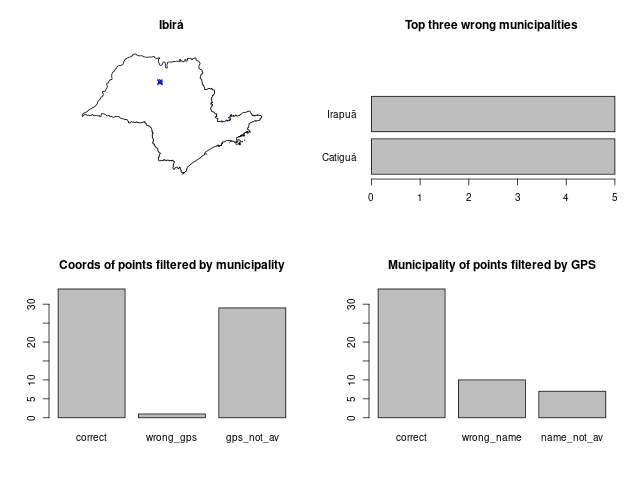 Ibirá
Top three wrong municipalities
Irapuã
Catiguá
0 1 2 3 4 5
Coords of points filtered by municipality
30
20
10
5
0
correct wrong_gps gps_not_av
Municipality of points filtered by GPS
30
20
10
5
0
correct wrong_name name_not_av